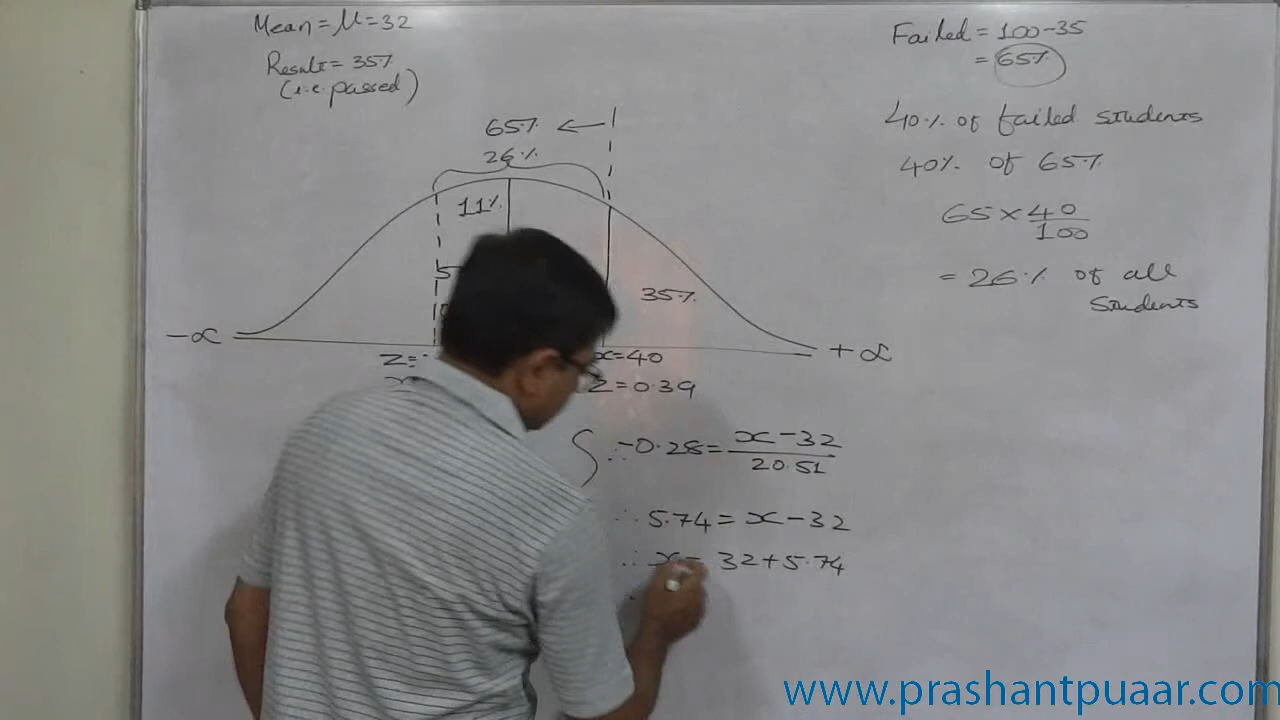 Mean = μ = 32
Result = 35%
(i.e. passed)
Failed = 100-35
= 65%
40% of failed students
40% of 65%
65 × 40/100
= 26% of all
students
65% ←
26%
11%
35%
-∝
+∝
Z=
x=40
Z=0.39
∴ -0.28 = x-32/20.51
∴ 5.74 = x-32
∴ x = 32+5.74
www.prashantpuaar.com